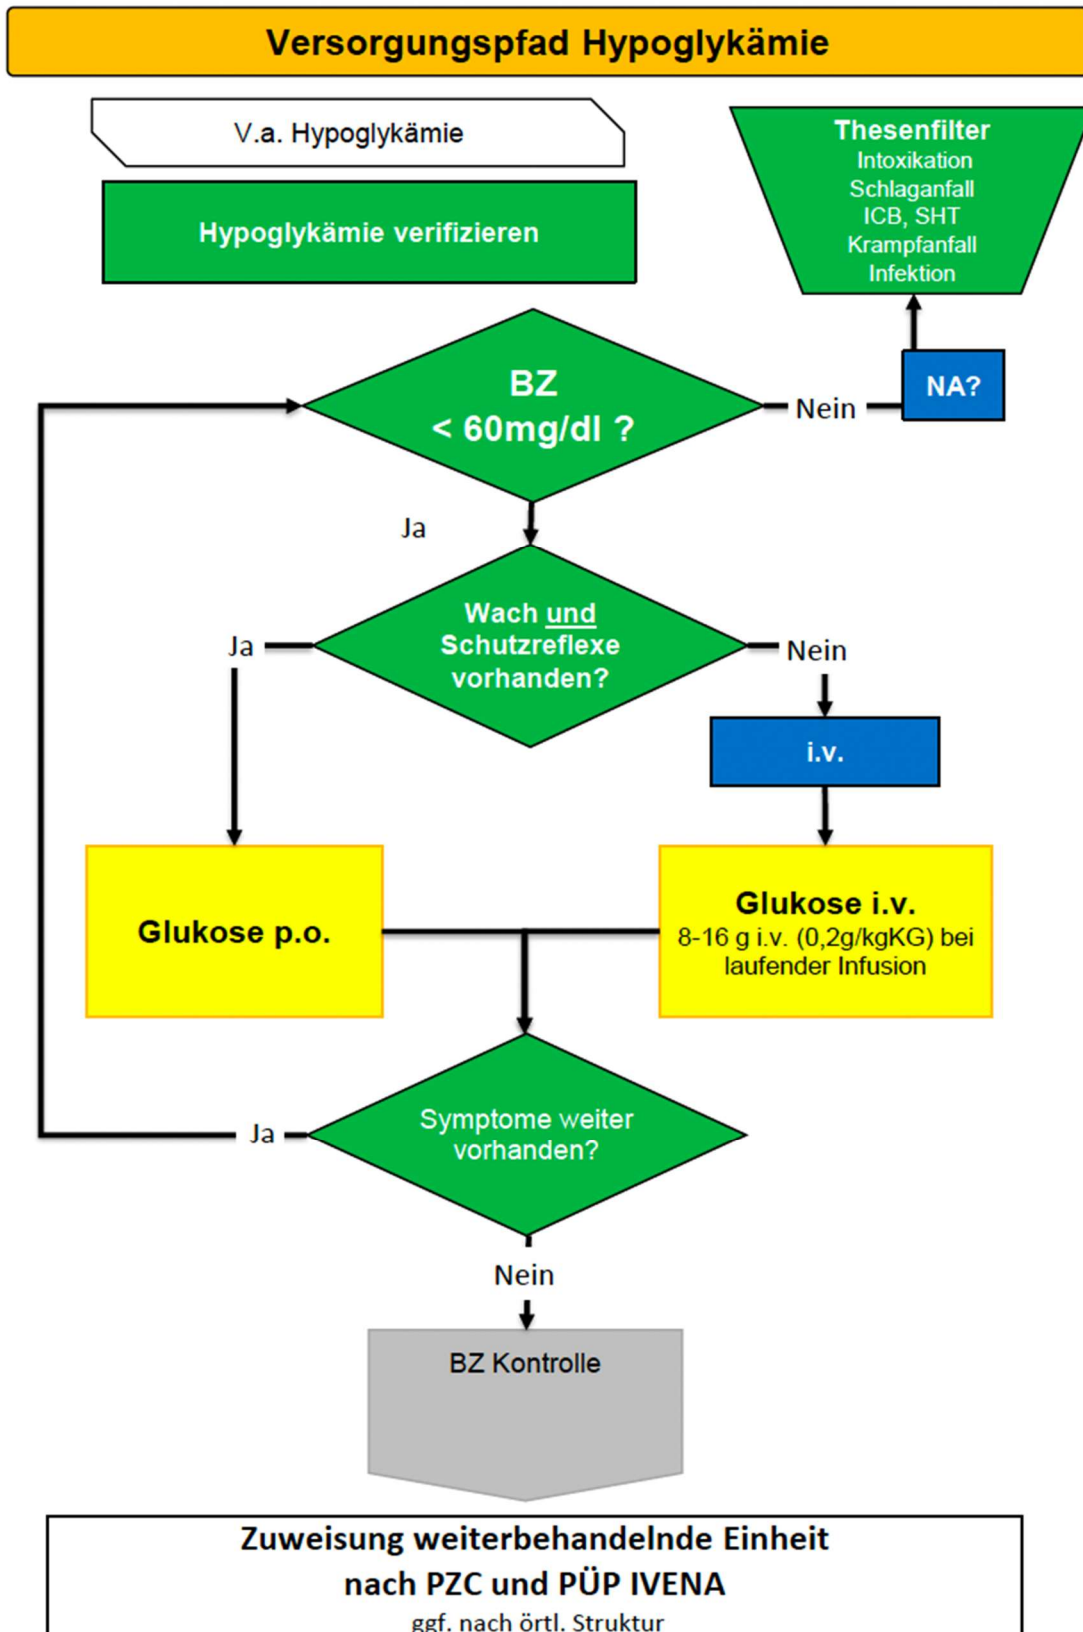 Versorgungspfad Hypoglykämie
V.a. Hypoglykämie
Hypoglykämie verifizieren
Thesenfilter
Intoxikation
Schlaganfall
ICB, SHT
Krampfanfall
Infektion
NA?
BZ
< 60mg/dl ?
Nein
Ja
Wach und
Schutzreflexe
vorhanden?
Ja
Nein
i.v.
Glukose p.o.
Glukose i.v.
8-16 g i.v. (0,2g/kgKG) bei
laufender Infusion
Symptome weiter
vorhanden?
Ja
Nein
BZ Kontrolle
Zuweisung weiterbehandelnde Einheit
nach PZC und PÜP IVENA
ggf. nach örtl. Struktur